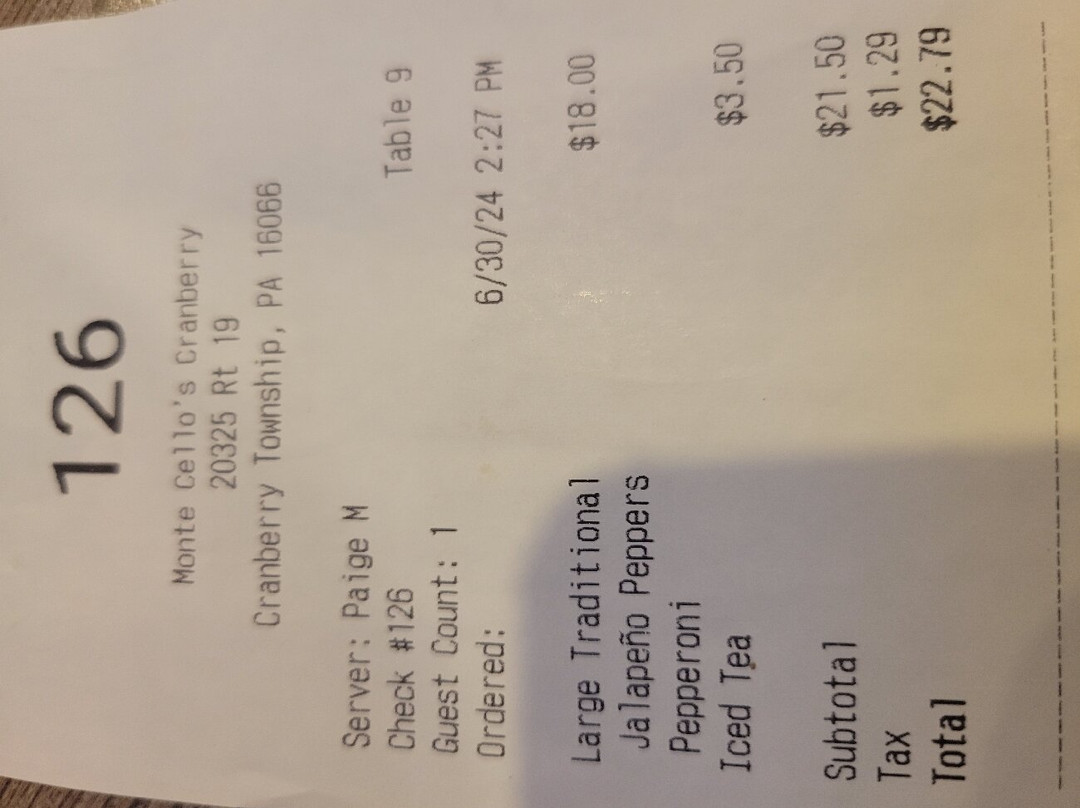 126
Monte Cello's Cranberry
20325 Rt 19
Cranberry Township, PA 16066
Server: Paige M
Check #126 Table 9
Guest Count: 1
Ordered: 6/30/24 2:27 PM
Large Traditional $18.00
Jalapeño Peppers
Pepperoni
Iced Tea $3.50
Subtotal $21.50
Tax $1.29
Total $22.79